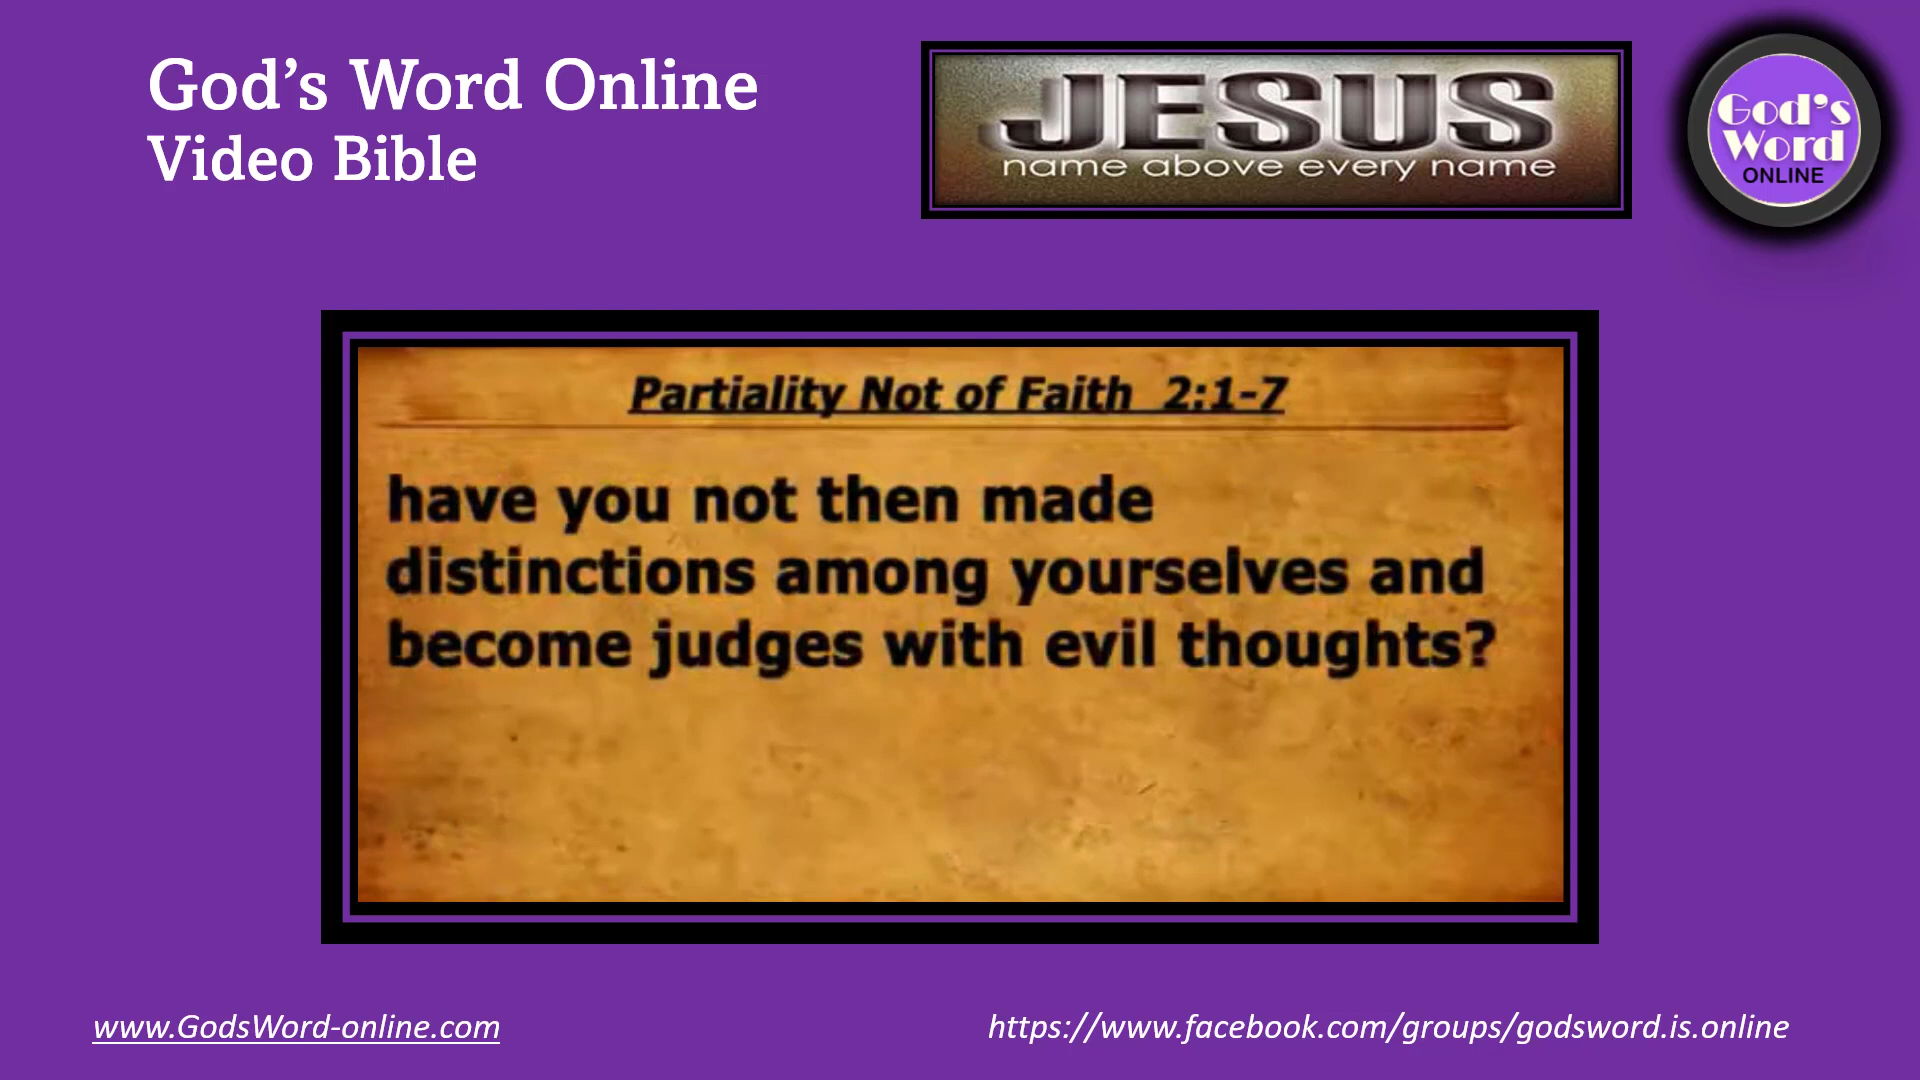 God's Word Online
Video Bible
JESUS
name above every name
God's
Word
ONLINE
Partiality Not of Faith 2:1-7
have you not then made
distinctions among yourselves and
become judges with evil thoughts?
www.GodsWord-online.com
https://www.facebook.com/groups/godsword.is.online